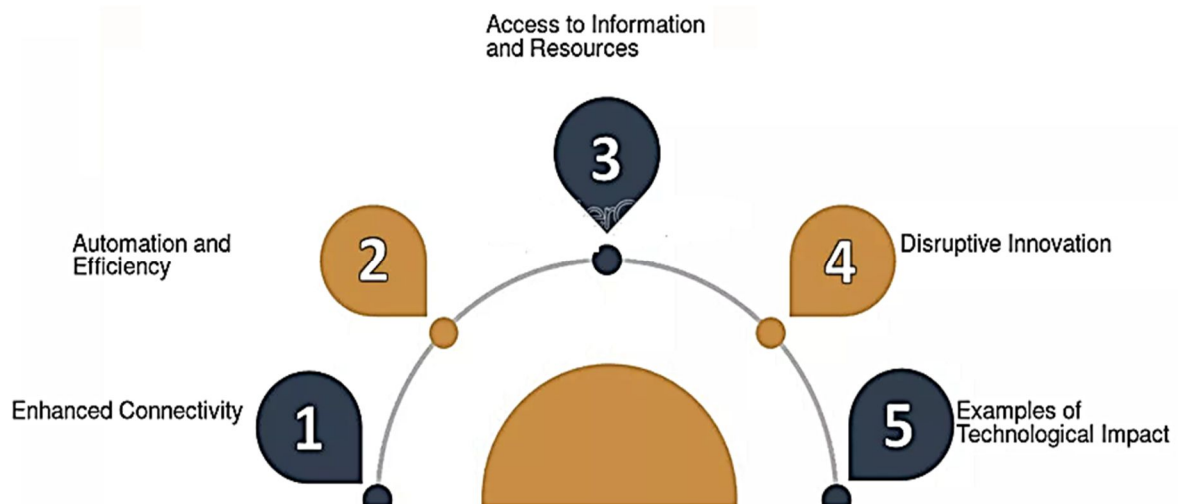 Access to Information
and Resources
3
Automation and
Efficiency
2
4
Disruptive Innovation
Enhanced Connectivity
1
5
Examples of
Technological Impact